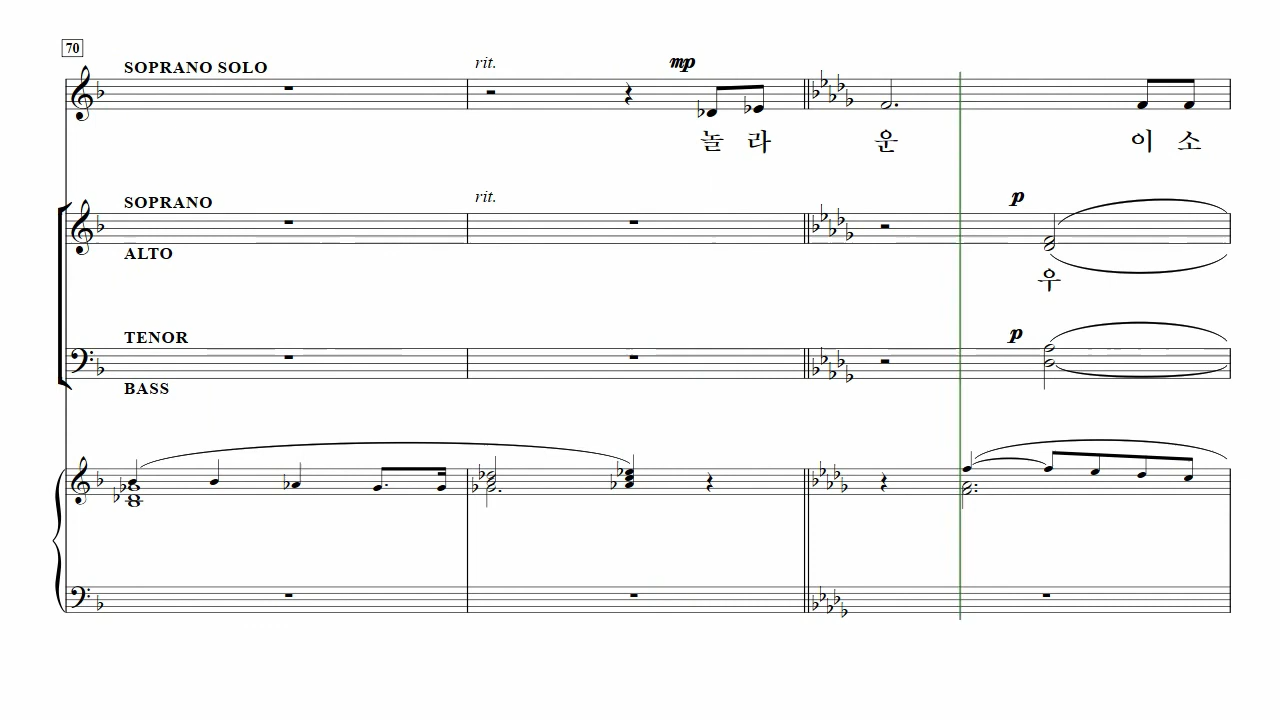 70
SOPRANO SOLO
rit.
mp
놀 라 운 이 소
SOPRANO
rit.
p
ALTO
우
TENOR
p
BASS